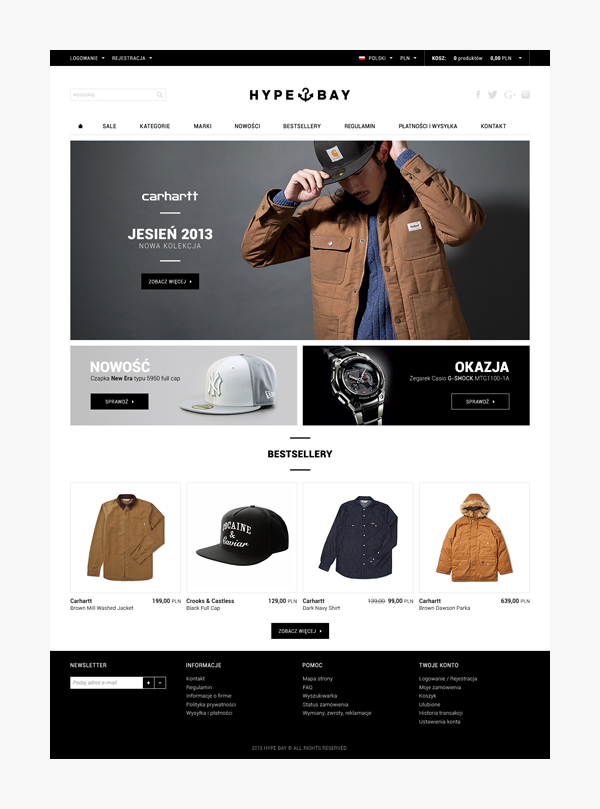 LOGOWANIE REJESTRACJA POLSKI PLN KOSZ: 0 produktów 0,00 PLN
wyszukaj...
HYPE BAY
SALE KATEGORIE MARKI NOWOŚCI BESTSELLERY REGULAMIN PŁATNOŚCI I WYSYŁKA KONTAKT
carhartt
JESIEŃ 2013
NOWA KOLEKCJA
ZOBACZ WIĘCEJ
NOWOŚĆ
Czapka New Era typu 5950 full cap
SPRAWDŹ
OKAZJA
Zegarek Casio G-SHOCK MTG1100-1A
SPRAWDŹ
BESTSELLERY
COCAINE
&
Caviar
Carhartt 199,00 PLN
Brown Mill Washed Jacket
Crooks & Castless 129,00 PLN
Black Full Cap
Carhartt 139,00 99,00 PLN
Dark Navy Shirt
Carhartt 639,00 PLN
Brown Dawson Parka
ZOBACZ WIĘCEJ
NEWSLETTER
Podaj adres e-mail + -
INFORMACJE
Kontakt
Regulamin
Informacje o firmie
Polityka prywatności
Wysyłka i płatności
POMOC
Mapa strony
FAQ
Wyszukiwarka
Status zamówienia
Wymiany, zwroty, reklamacje
TWOJE KONTO
Logowanie / Rejestracja
Moje zamówienia
Koszyk
Ulubione
Historia transakcji
Ustawienia konta
2013 HYPE BAY © ALL RIGHTS RESERVED